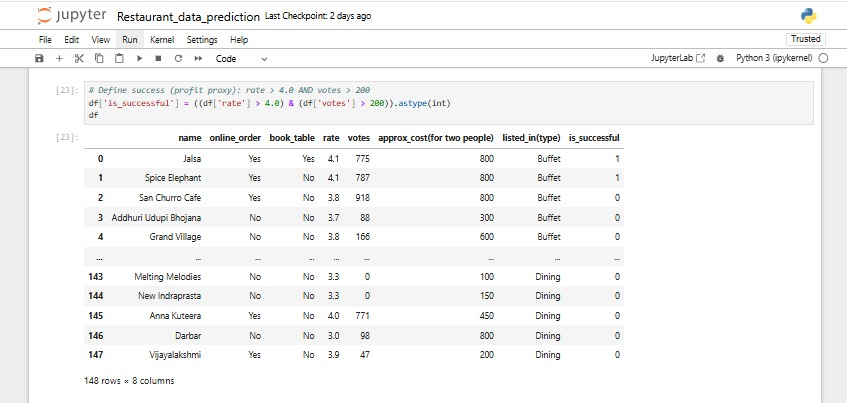 jupyter Restaurant_data_prediction Last Checkpoint: 2 days ago
File Edit View Run Kernel Settings Help Trusted
Code JupyterLab Python 3 (ipykernel)
[23]: # Define success (profit proxy): rate > 4.0 AND votes > 200
df['is_successful'] = ((df['rate'] > 4.0) & (df['votes'] > 200)).astype(int)
df
[23]: name online_order book_table rate votes approx_cost(for two people) listed_in(type) is_successful
0 Jalsa Yes Yes 4.1 775 800 Buffet 1
1 Spice Elephant Yes No 4.1 787 800 Buffet 1
2 San Churro Cafe Yes No 3.8 918 800 Buffet 0
3 Addhuri Udupi Bhojana No No 3.7 88 300 Buffet 0
4 Grand Village No No 3.8 166 600 Buffet 0
... ... ... ... ... ... ... ... ...
143 Melting Melodies No No 3.3 0 100 Dining 0
144 New Indraprasta No No 3.3 0 150 Dining 0
145 Anna Kuteera Yes No 4.0 771 450 Dining 0
146 Darbar No No 3.0 98 800 Dining 0
147 Vijayalakshmi Yes No 3.9 47 200 Dining 0
148 rows × 8 columns